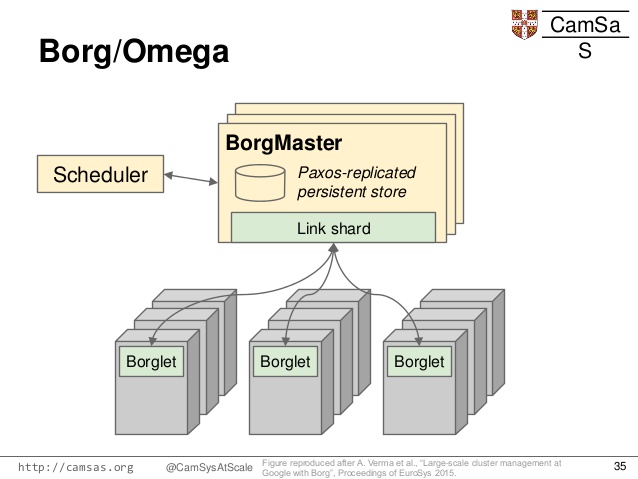 CamSa
S
Borg/Omega
BorgMaster
Scheduler
Paxos-replicated
persistent store
Link shard
Borglet
Borglet
Borglet
http://camsas.org
@CamSysAtScale
Figure reproduced after A. Verma et al., “Large-scale cluster management at
Google with Borg”, Proceedings of EuroSys 2015.
35